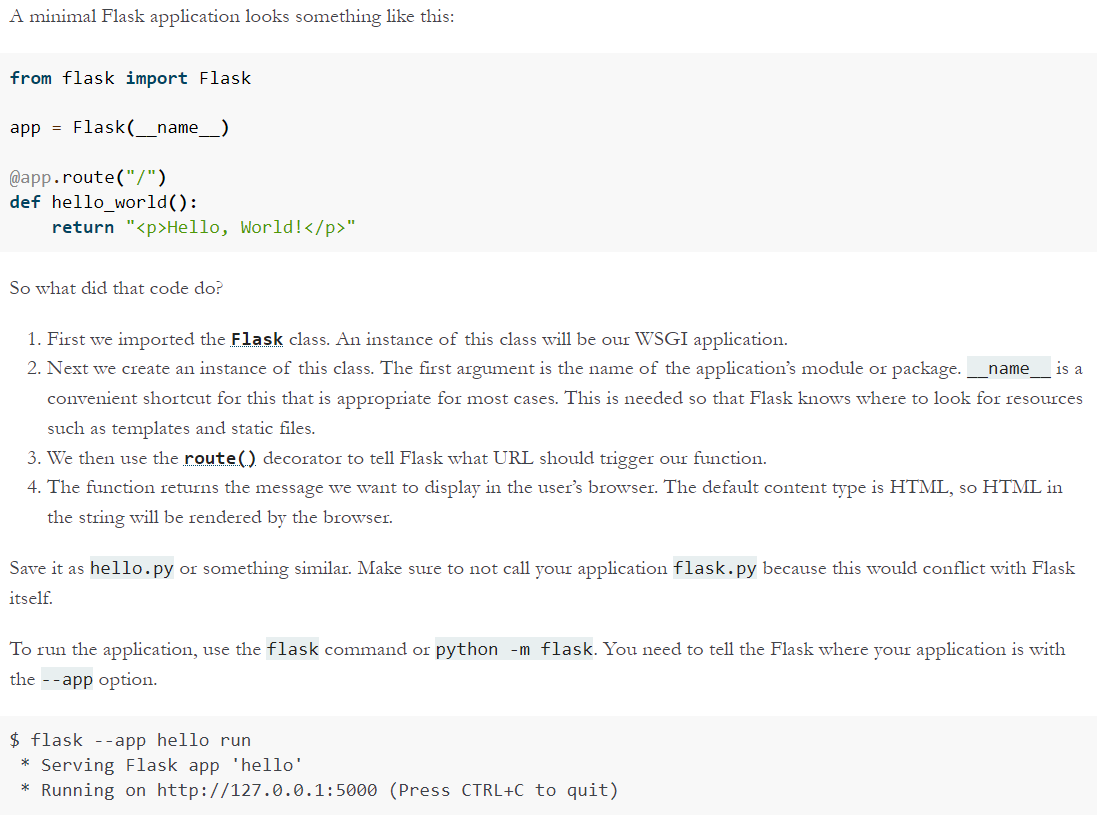 A minimal Flask application looks something like this:
from flask import Flask
app = Flask(__name__)
@app.route("/")
def hello_world():
    return "<p>Hello, World!</p>"
So what did that code do?
1. First we imported the Flask class. An instance of this class will be our WSGI application.
2. Next we create an instance of this class. The first argument is the name of the application’s module or package. __name__ is a
convenient shortcut for this that is appropriate for most cases. This is needed so that Flask knows where to look for resources
such as templates and static files.
3. We then use the route() decorator to tell Flask what URL should trigger our function.
4. The function returns the message we want to display in the user’s browser. The default content type is HTML, so HTML in
the string will be rendered by the browser.
Save it as hello.py or something similar. Make sure to not call your application flask.py because this would conflict with Flask
itself.
To run the application, use the flask command or python -m flask. You need to tell the Flask where your application is with
the --app option.
$ flask --app hello run
 * Serving Flask app 'hello'
 * Running on http://127.0.0.1:5000 (Press CTRL+C to quit)